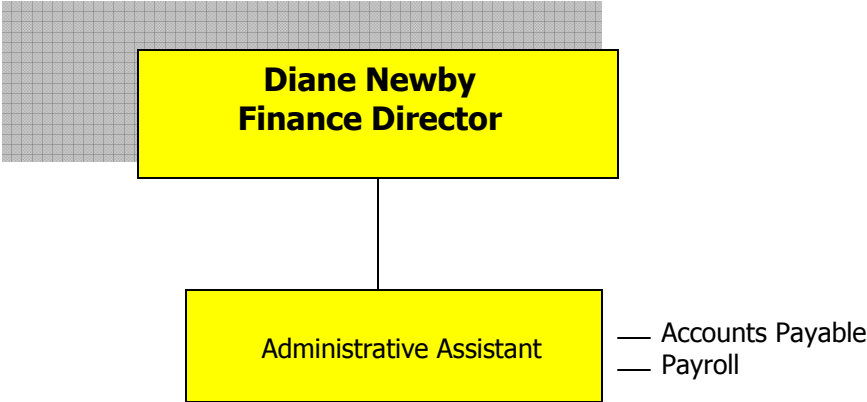 Diane Newby
Finance Director
Administrative Assistant
Accounts Payable
Payroll